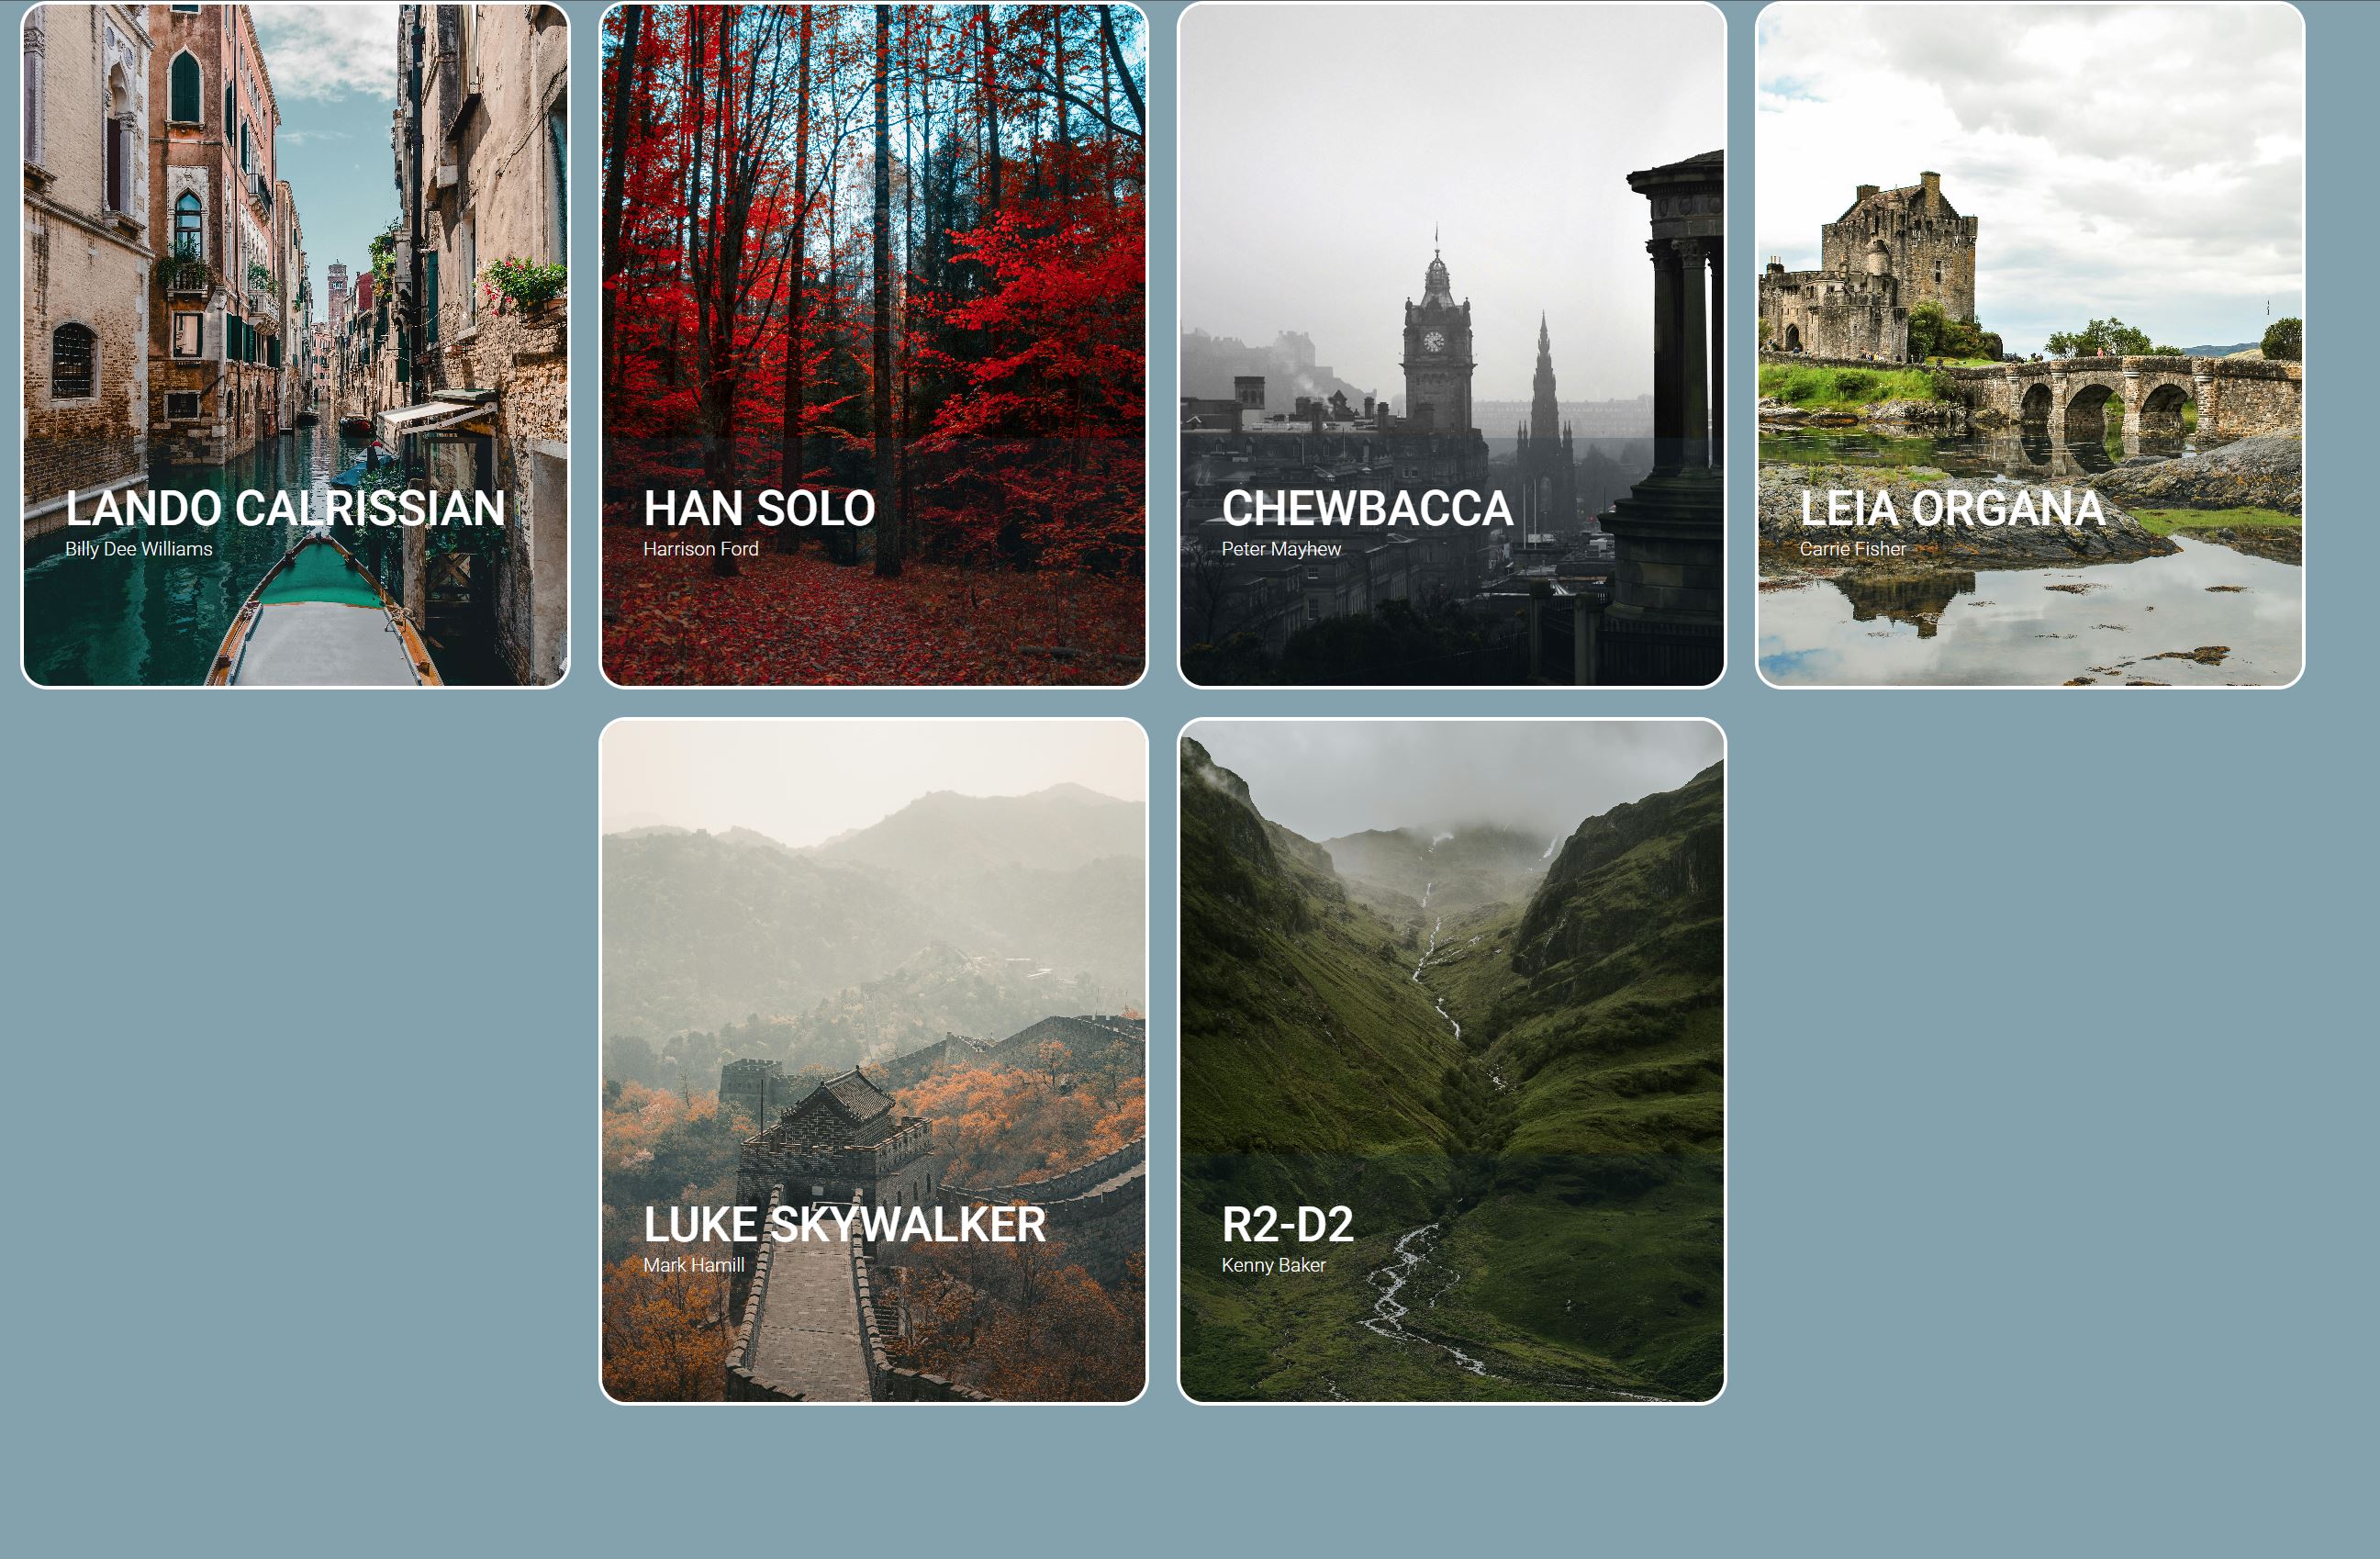 LANDO CALRISSIAN
Billy Dee Williams
HAN SOLO
Harrison Ford
CHEWBACCA
Peter Mayhew
LEIA ORGANA
Carrie Fisher
LUKE SKYWALKER
Mark Hamill
R2-D2
Kenny Baker